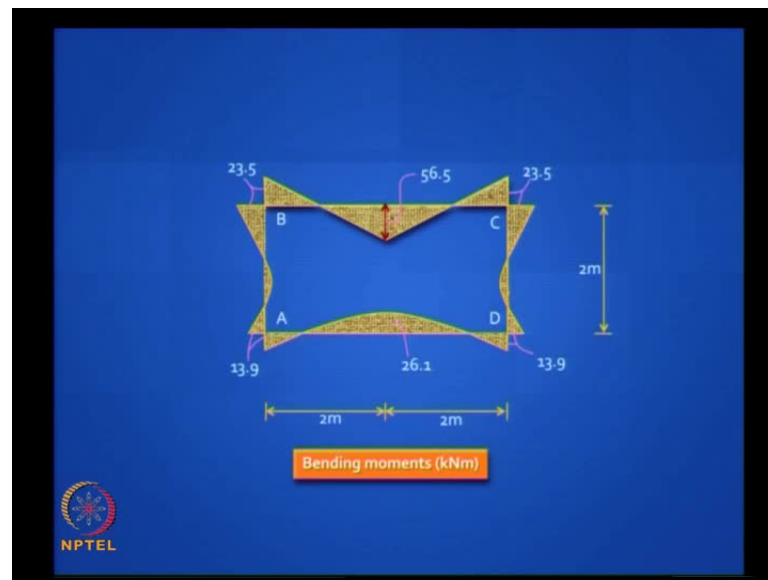 23.5
56.5
23.5
B
C
2m
A
D
13.9
26.1
13.9
2m
2m
Bending moments (kNm)
NPTEL